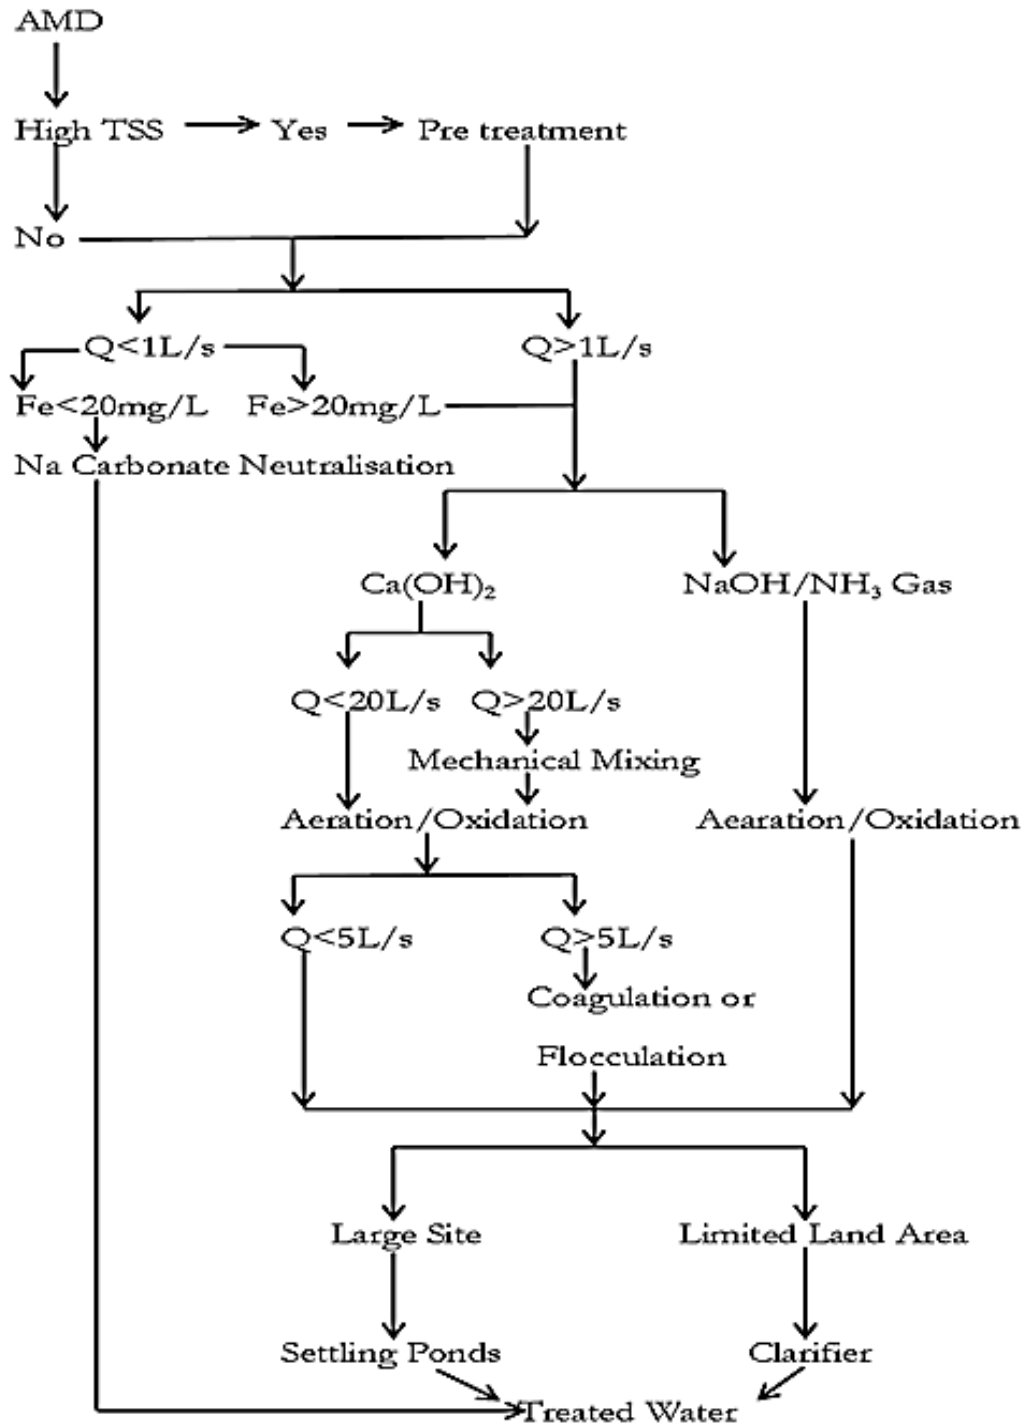 AMD
High TSS Yes Pre treatment
No
Q<1L/s Q>1L/s
Fe<20mg/L Fe>20mg/L
Na Carbonate Neutralisation
Ca(OH)₂ NaOH/NH₃ Gas
Q<20L/s Q>20L/s
Mechanical Mixing
Aeration/Oxidation Aearation/Oxidation
Q<5L/s Q>5L/s
Coagulation or
Flocculation
Large Site Limited Land Area
Settling Ponds Clarifier
Treated Water